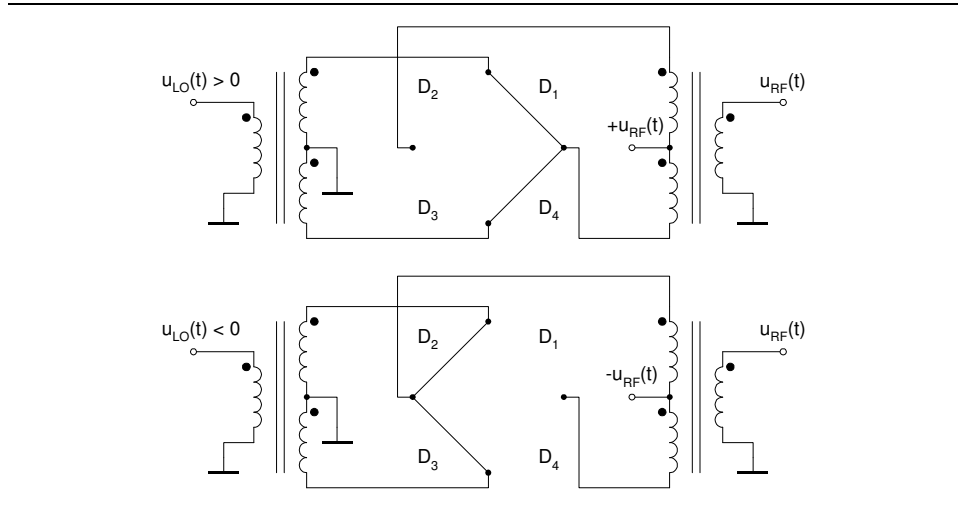 u_LO(t) > 0
D_2
D_1
u_RF(t)
+u_RF(t)
D_3
D_4
u_LO(t) < 0
D_2
D_1
u_RF(t)
-u_RF(t)
D_3
D_4